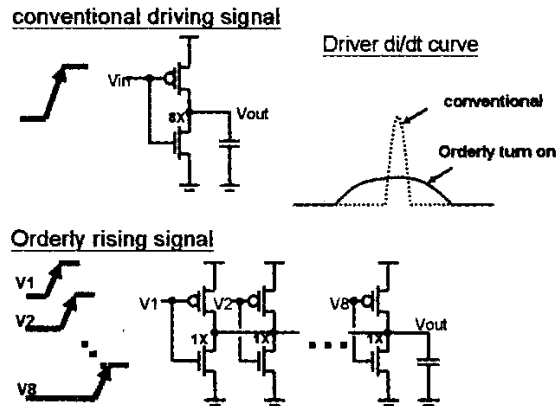 conventional driving signal
Driver di/dt curve
Vin
8X
Vout
conventional
Orderly turn on
Orderly rising signal
V1
V2
V8
V1
V2
V8
1X
1X
1X
Vout